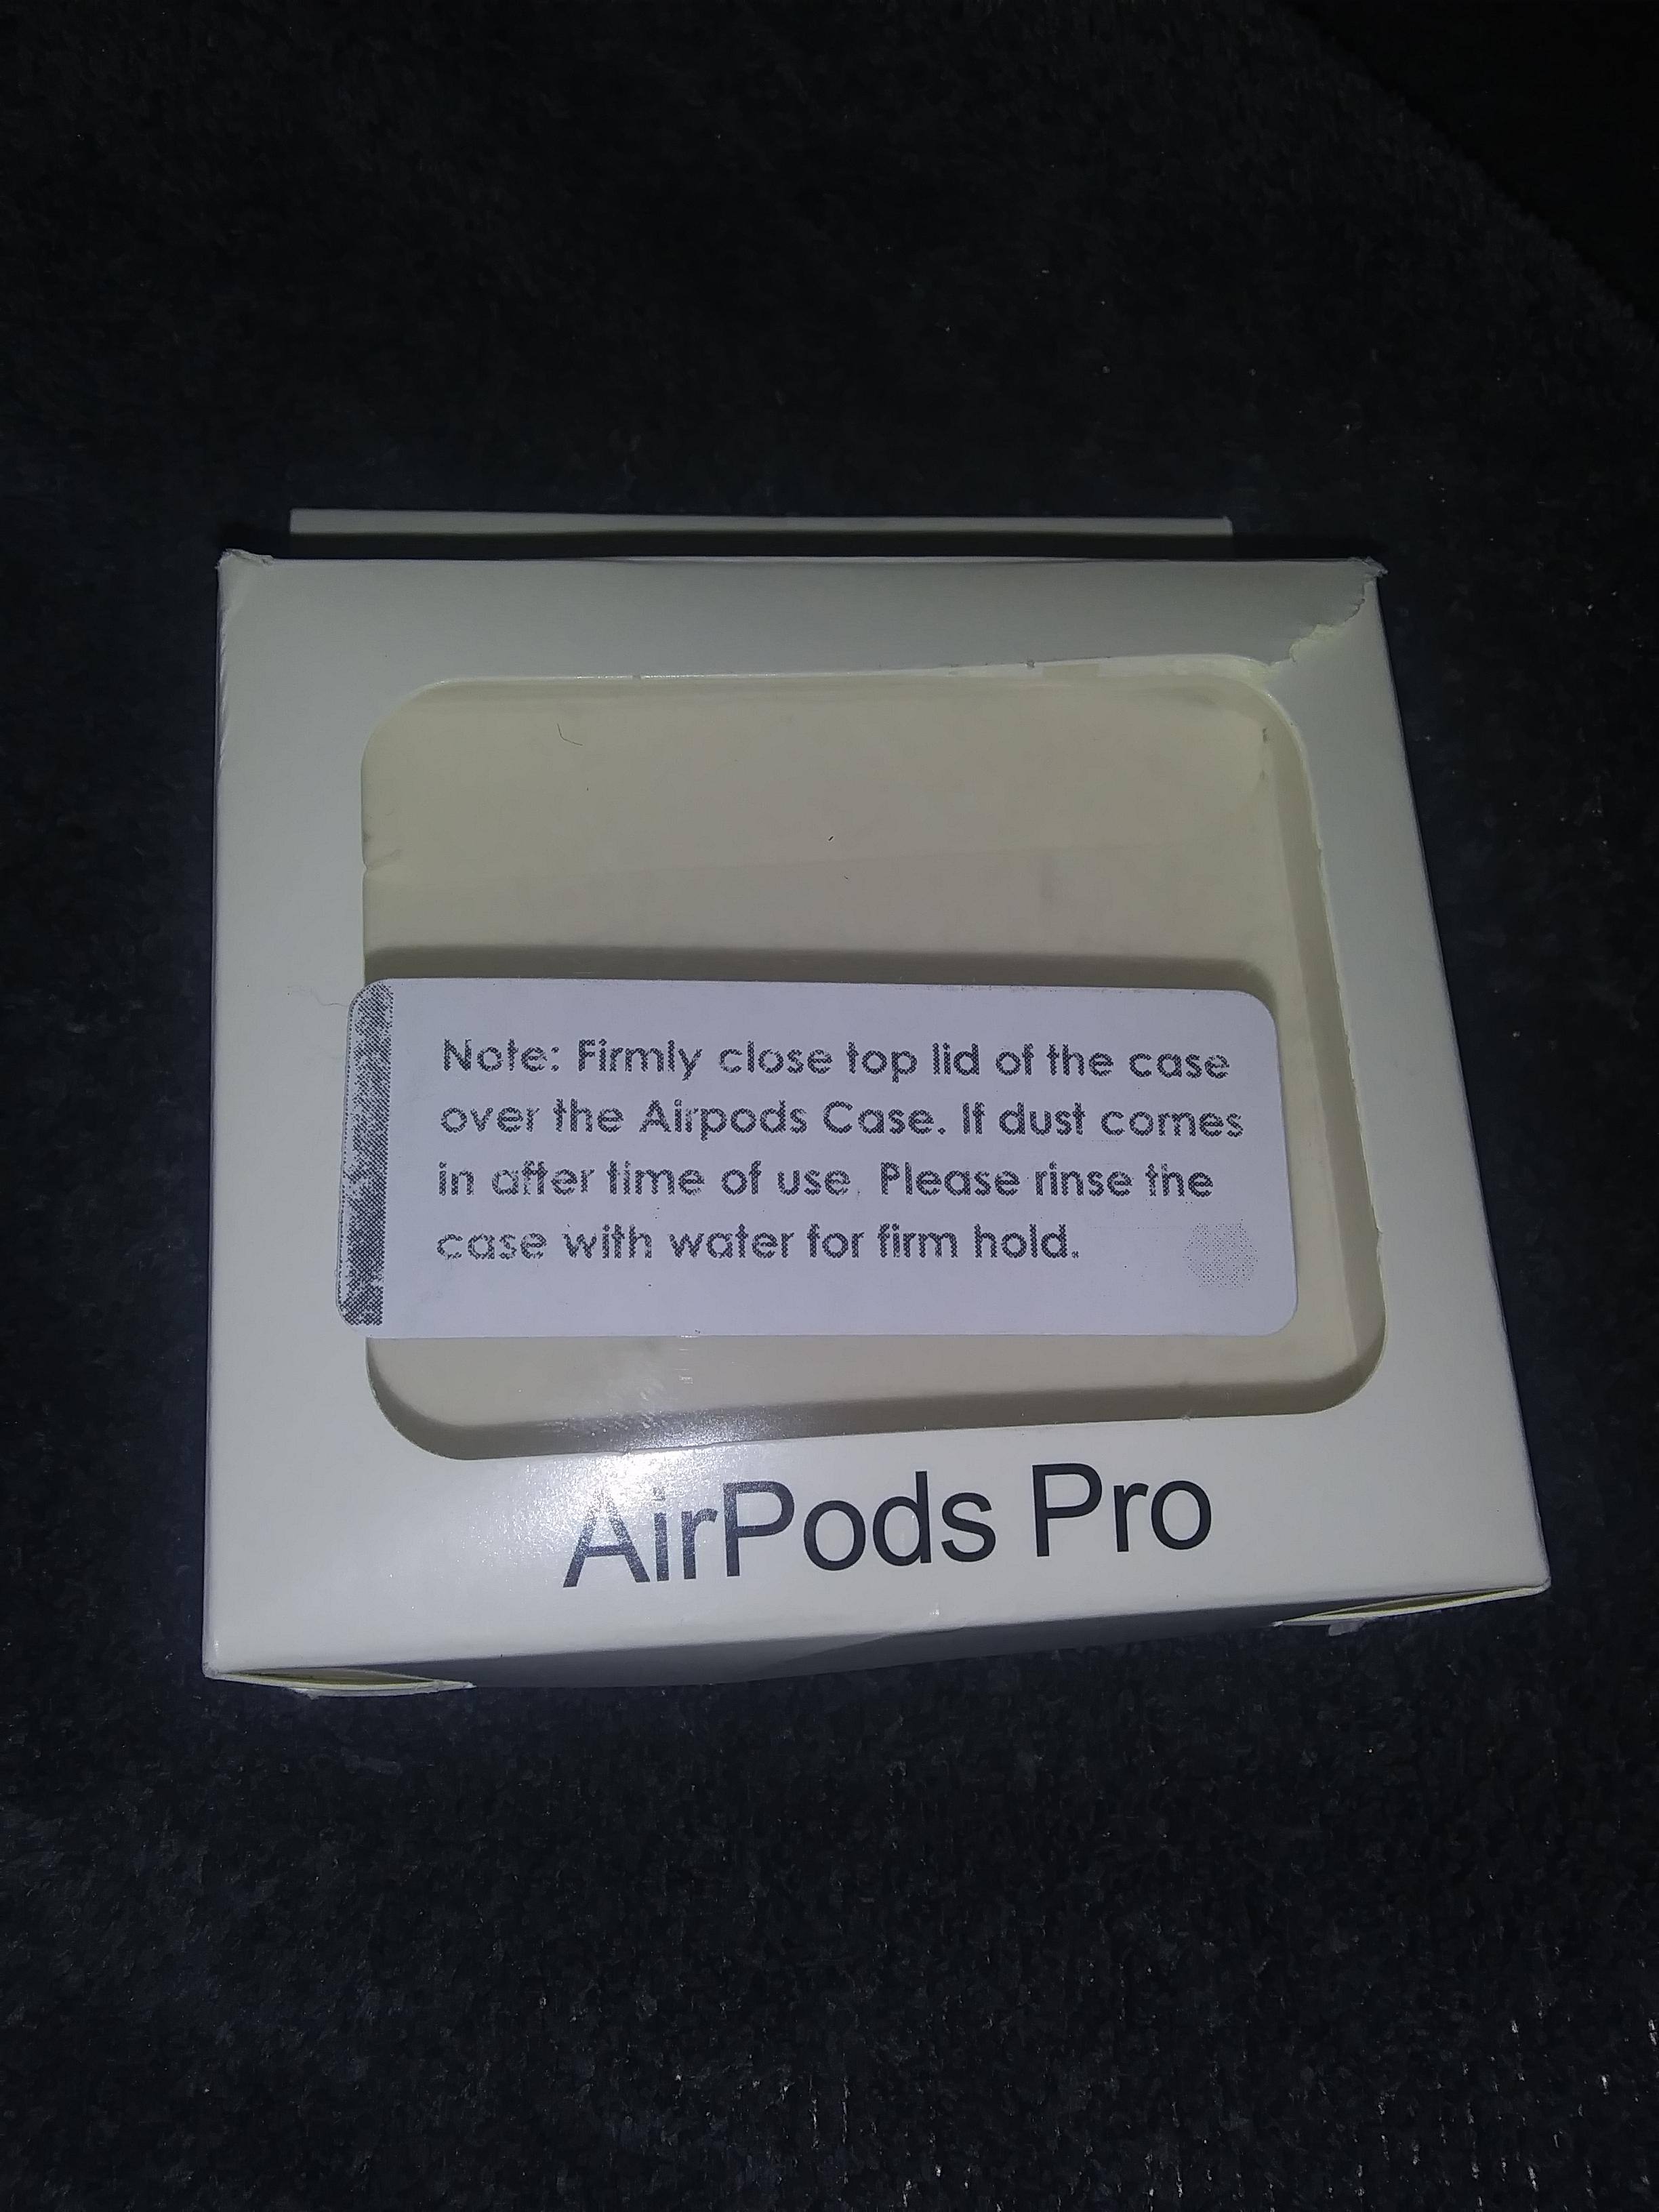 Note: Firmly close top lid of the case
over the Airpods Case. If dust comes
in after time of use. Please rinse the
case with water for firm hold.
AirPods Pro